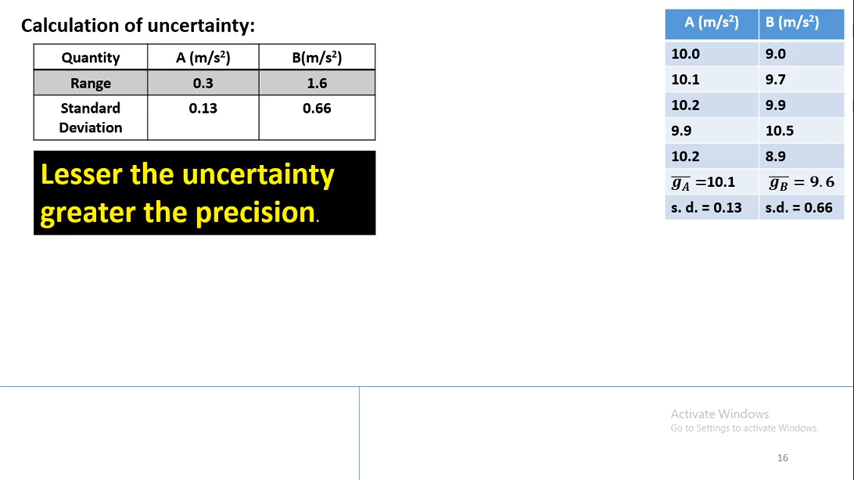 Calculation of uncertainty:
Quantity A (m/s²) B(m/s²)
Range 0.3 1.6
Standard Deviation 0.13 0.66
Lesser the uncertainty
greater the precision.
A (m/s²) B (m/s²)
10.0 9.0
10.1 9.7
10.2 9.9
9.9 10.5
10.2 8.9
g̅_A =10.1 g̅_B = 9.6
s. d. = 0.13 s.d. = 0.66
Activate Windows
Go to Settings to activate Windows.
16